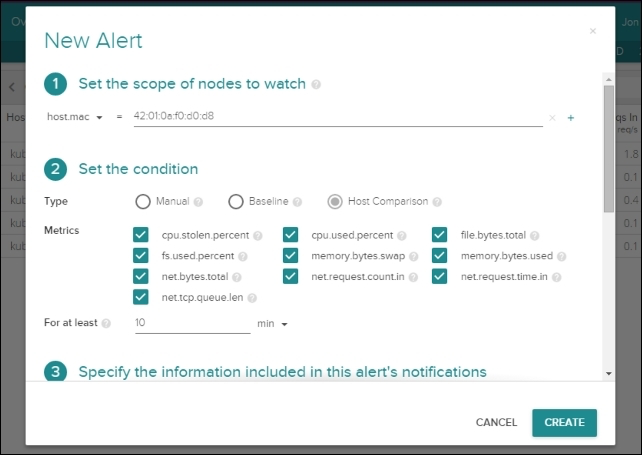 Ov
Jon
New Alert
×
D
1 Set the scope of nodes to watch ?
host.mac = 42:01:0a:f0:d0:d8 × +
Hos
qs In
req/s
2 Set the condition
kub
1.8
kub
0.1
Type Manual ? Baseline ? Host Comparison ?
kub
0.4
Metrics cpu.stolen.percent ? cpu.used.percent ? file.bytes.total ?
kub
0.1
fs.used.percent ? memory.bytes.swap ? memory.bytes.used ?
kub
0.1
net.bytes.total ? net.request.count.in ? net.request.time.in ?
net.tcp.queue.len ?
For at least ? 10 min
3 Specify the information included in this alert's notifications
CANCEL CREATE